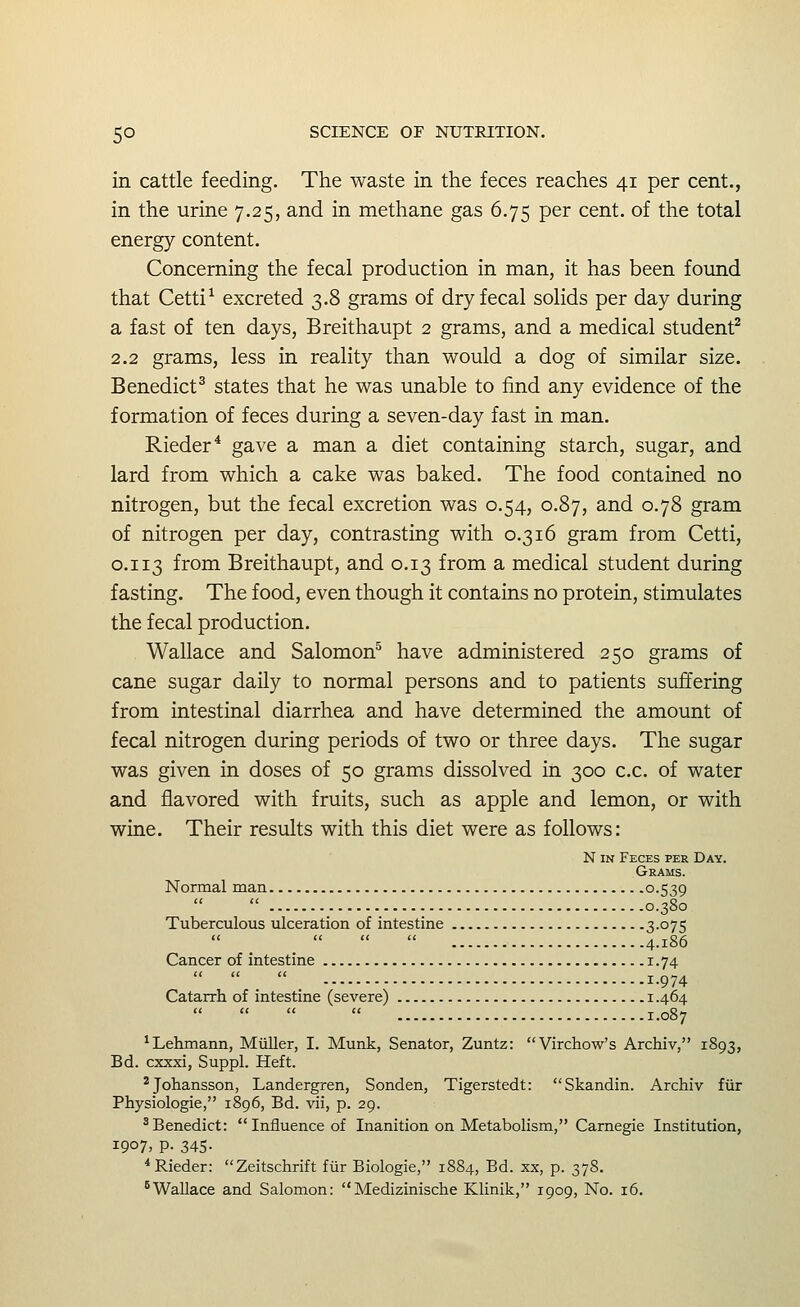 50 SCIENCE OF NUTRITION.
in cattle feeding. The waste in the feces reaches 41 per cent.,
in the urine 7.25, and in methane gas 6.75 per cent. of the total
energy content.
Concerning the fecal production in man, it has been found
that Cetti¹ excreted 3.8 grams of dry fecal solids per day during
a fast of ten days, Breithaupt 2 grams, and a medical student²
2.2 grams, less in reality than would a dog of similar size.
Benedict³ states that he was unable to find any evidence of the
formation of feces during a seven-day fast in man.
Rieder⁴ gave a man a diet containing starch, sugar, and
lard from which a cake was baked. The food contained no
nitrogen, but the fecal excretion was 0.54, 0.87, and 0.78 gram
of nitrogen per day, contrasting with 0.316 gram from Cetti,
0.113 from Breithaupt, and 0.13 from a medical student during
fasting. The food, even though it contains no protein, stimulates
the fecal production.
Wallace and Salomon⁵ have administered 250 grams of
cane sugar daily to normal persons and to patients suffering
from intestinal diarrhea and have determined the amount of
fecal nitrogen during periods of two or three days. The sugar
was given in doses of 50 grams dissolved in 300 c.c. of water
and flavored with fruits, such as apple and lemon, or with
wine. Their results with this diet were as follows:
N IN FECES PER DAY.
GRAMS.
Normal man..........0.539
" " ..........0.380
Tuberculous ulceration of intestine ..........3.075
" " " " ..........4.186
Cancer of intestine ..........1.74
" " " ..........1.974
Catarrh of intestine (severe) ..........1.464
" " " " ..........1.087
¹Lehmann, Müller, I. Munk, Senator, Zuntz: "Virchow's Archiv," 1893,
Bd. cxxxi, Suppl. Heft.
²Johansson, Landergren, Sonden, Tigerstedt: "Skandin. Archiv für
Physiologie," 1896, Bd. vii, p. 29.
³Benedict: "Influence of Inanition on Metabolism," Carnegie Institution,
1907, p. 345.
⁴Rieder: "Zeitschrift für Biologie," 1884, Bd. xx, p. 378.
⁵Wallace and Salomon: "Medizinische Klinik," 1909, No. 16.